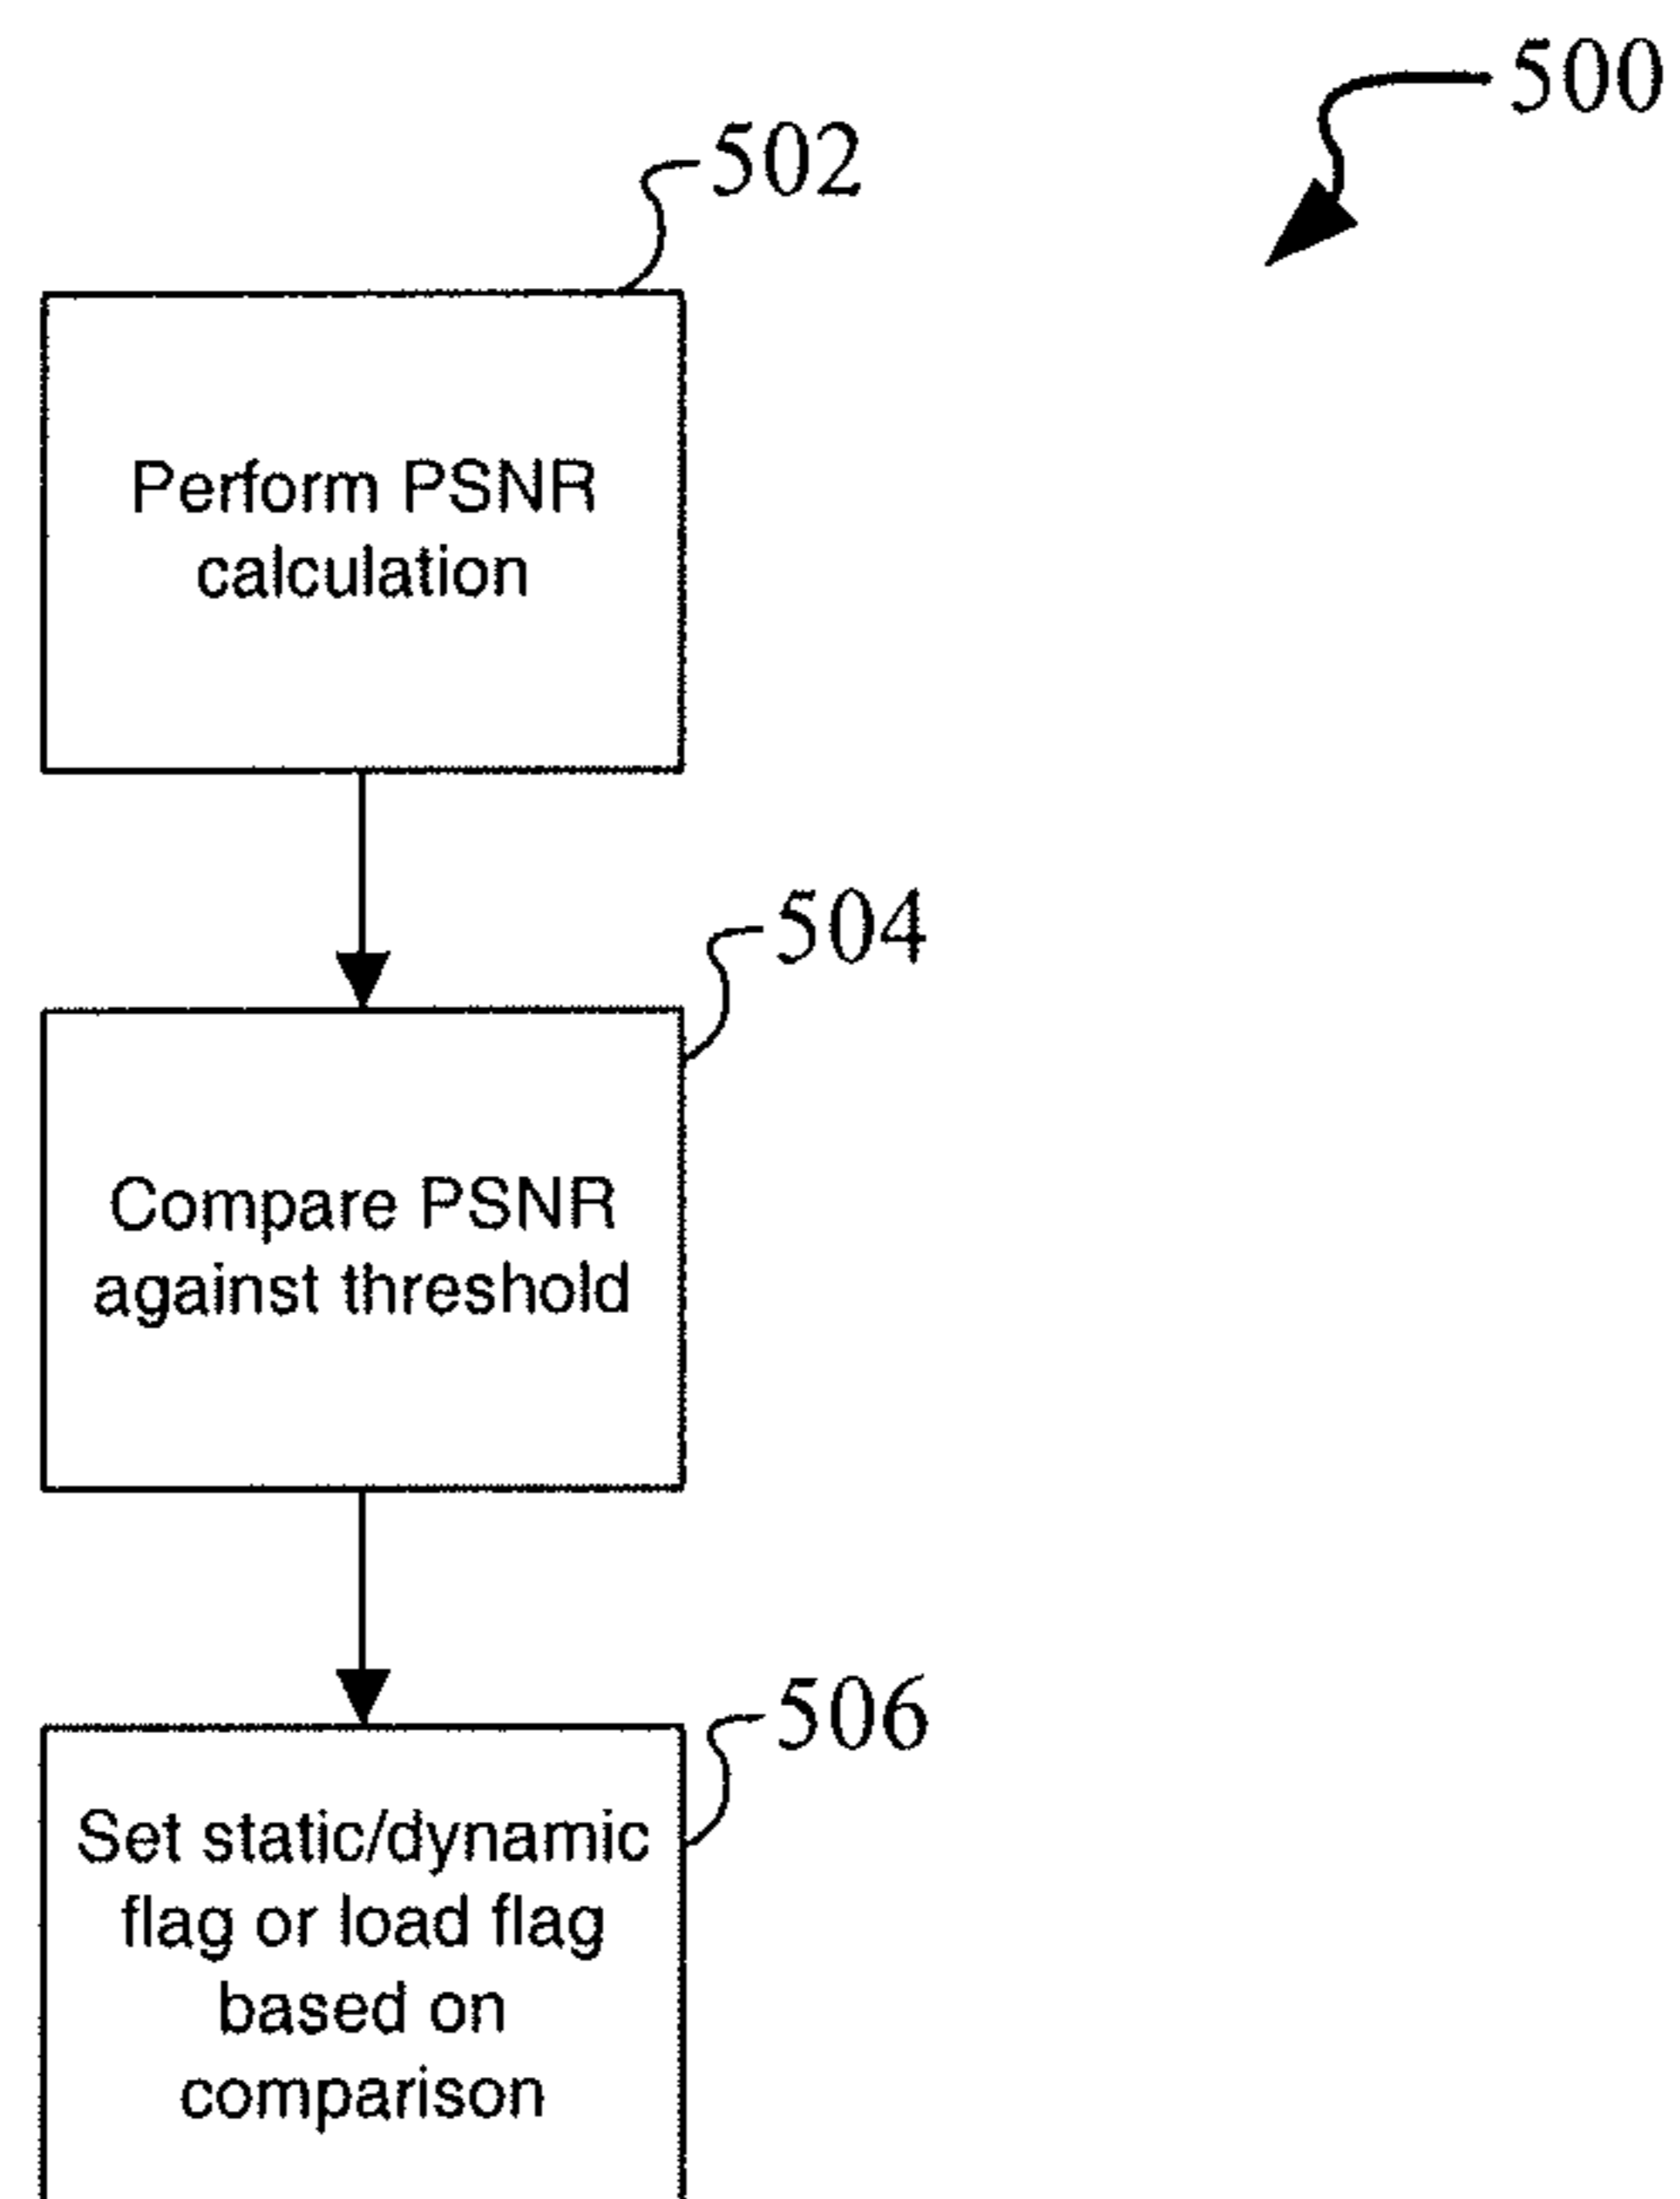 500
502
Perform PSNR
calculation
504
Compare PSNR
against threshold
506
Set static/dynamic
flag or load flag
based on
comparison